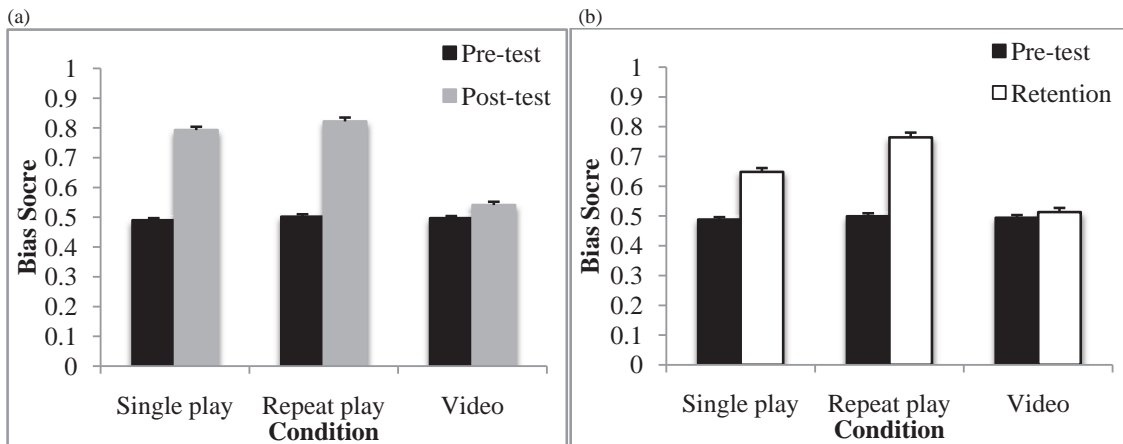 (a)
Pre-test
Post-test
1
0.9
0.8
0.7
0.6
0.5
0.4
0.3
0.2
0.1
0
Bias Socre
Single play
Repeat play
Video
Condition
(b)
Pre-test
Retention
1
0.9
0.8
0.7
0.6
0.5
0.4
0.3
0.2
0.1
0
Bias Socre
Single play
Repeat play
Video
Condition